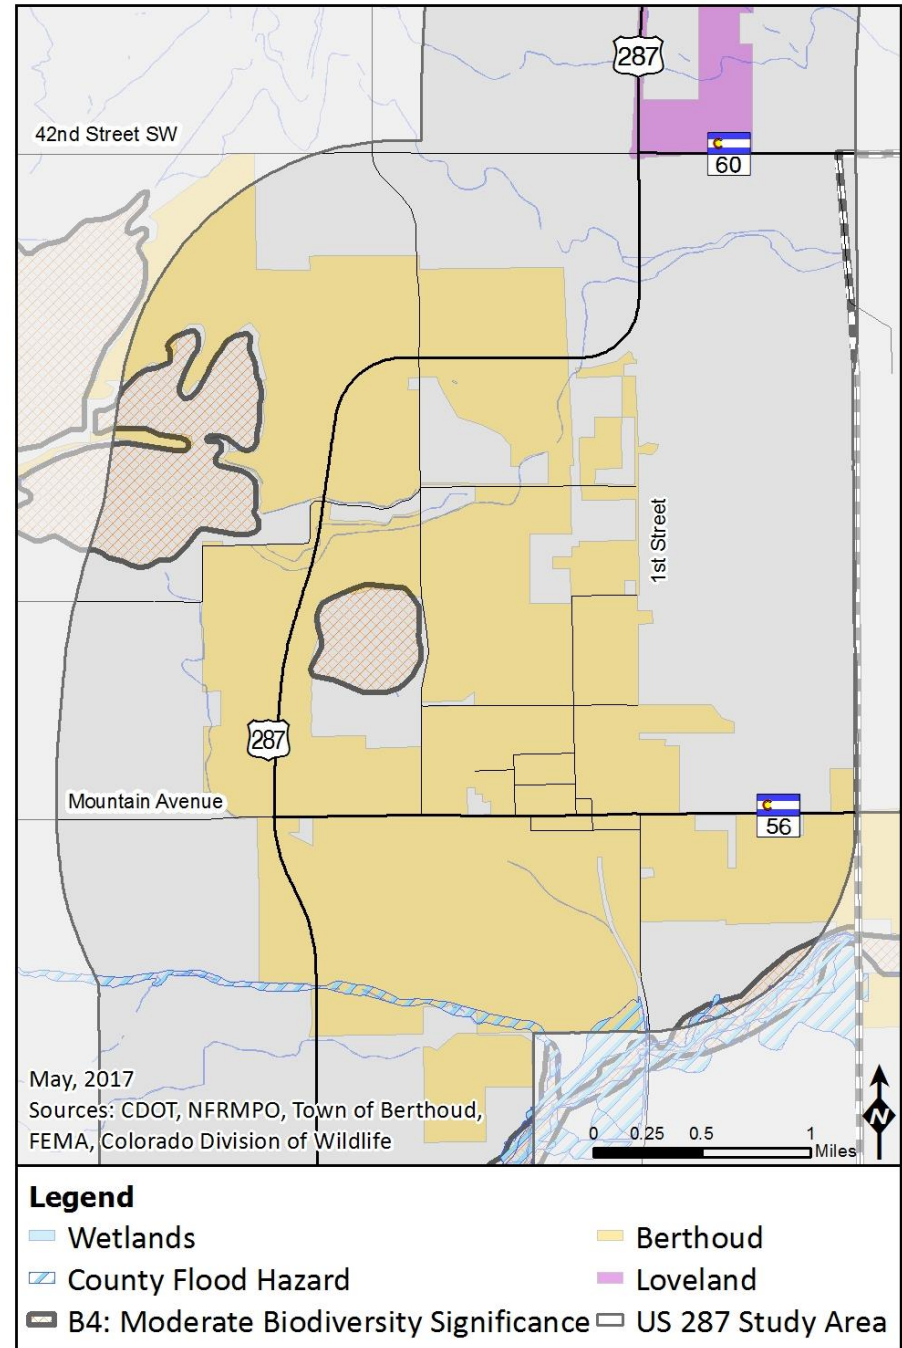 287
42nd Street SW
60
1st Street
287
Mountain Avenue
56
May, 2017
Sources: CDOT, NFRMPO, Town of Berthoud,
FEMA, Colorado Division of Wildlife
0 0.25 0.5 1
Miles
N
Legend
Wetlands
Berthoud
County Flood Hazard
Loveland
B4: Moderate Biodiversity Significance
US 287 Study Area